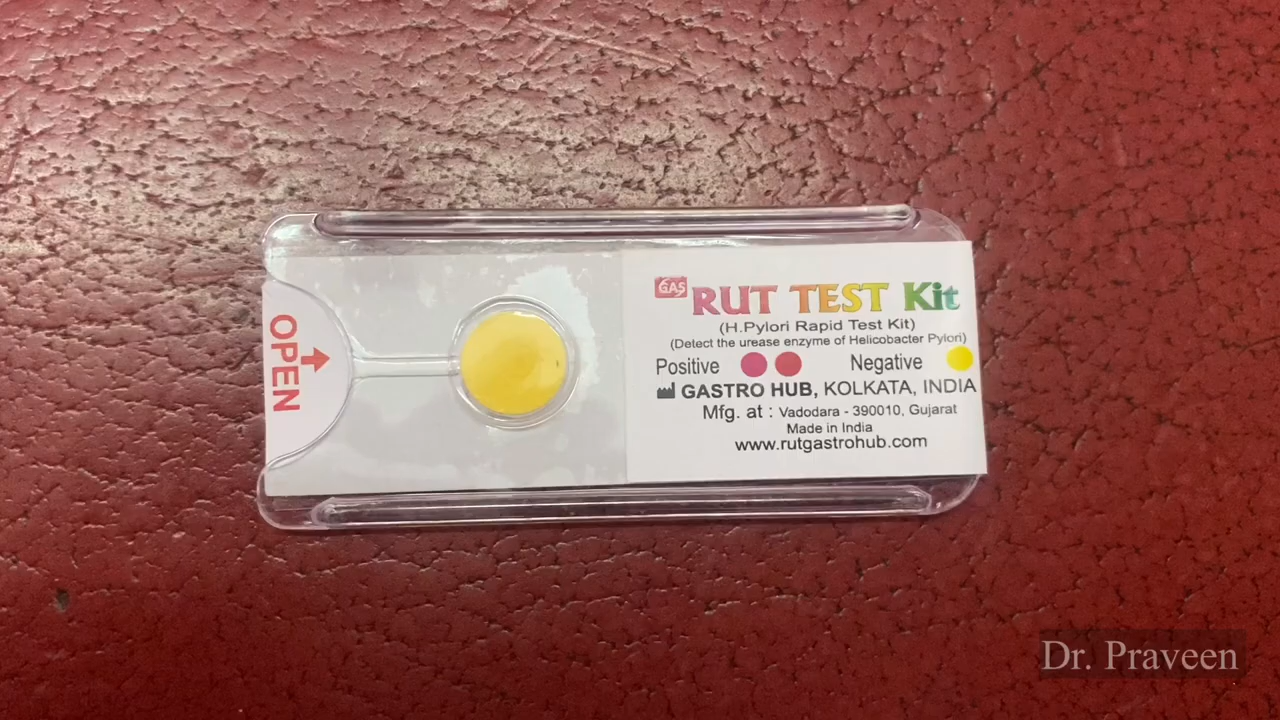 OPEN
GAS
RUT TEST Kit
(H.Pylori Rapid Test Kit)
(Detect the urease enzyme of Helicobacter Pylori)
Positive Negative
GASTRO HUB, KOLKATA, INDIA
Mfg. at : Vadodara - 390010, Gujarat
Made in India
www.rutgastrohub.com
Dr. Praveen